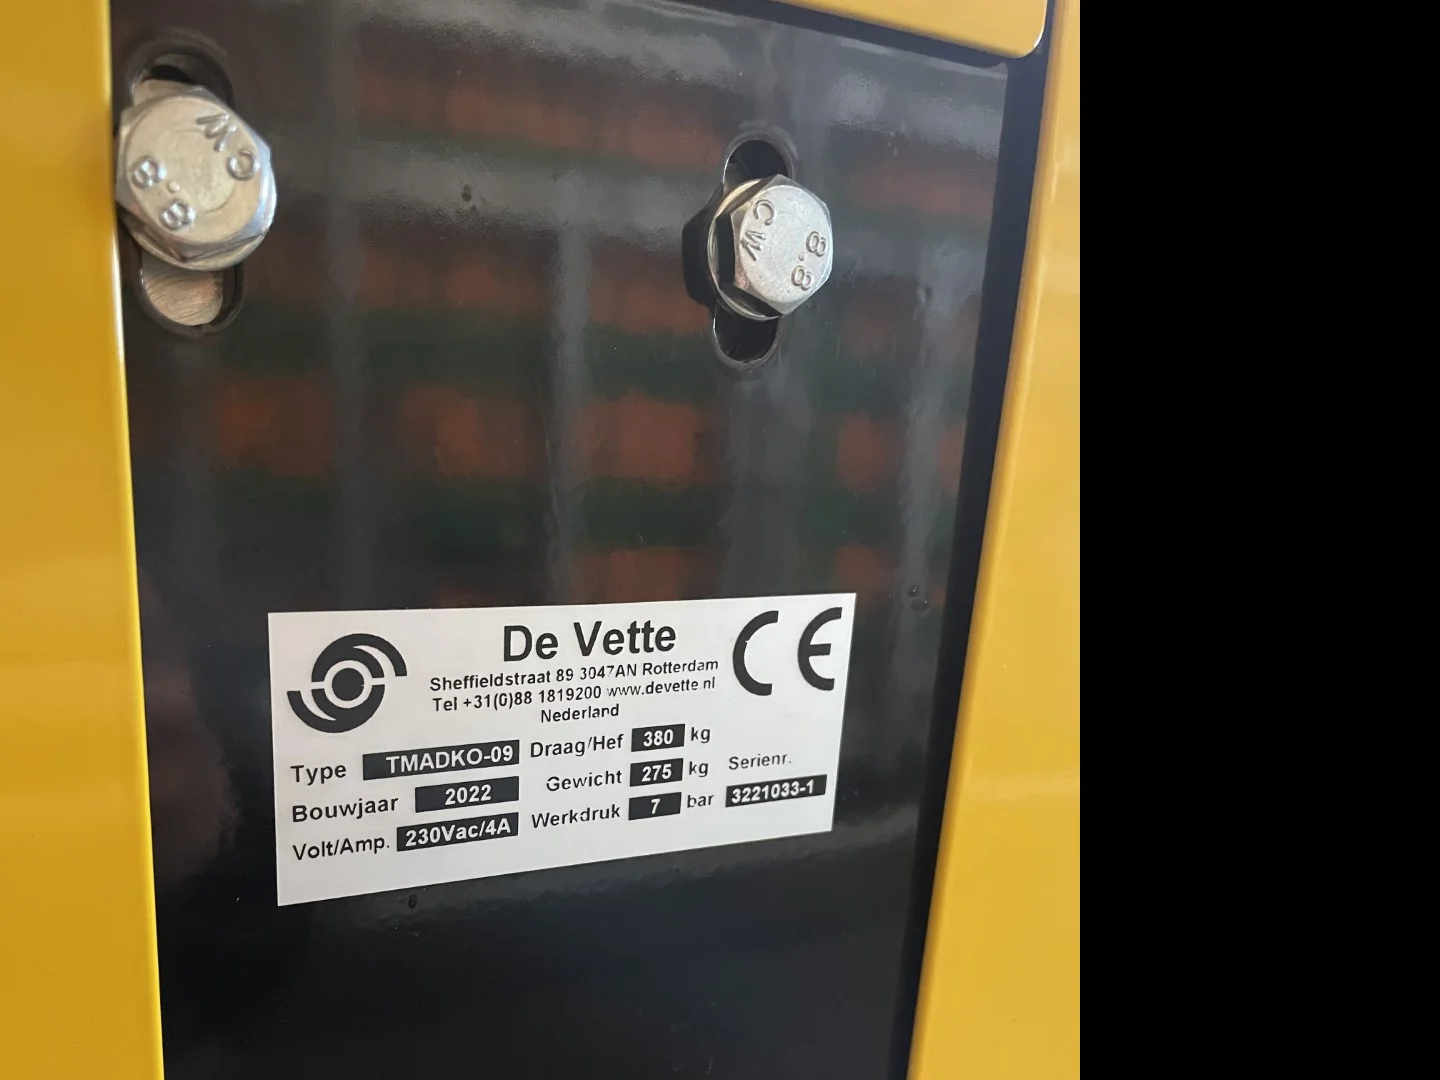 CW
8.8
CW
8.8
De Vette
CE
Sheffieldstraat 89 3047AN Rotterdam
Tel +31(0)88 1819200 www.devette.nl
Nederland
Type TMADKO-09 Draag/Hef 380 kg
Bouwjaar 2022 Gewicht 275 kg Serienr.
Volt/Amp. 230Vac/4A Werkdruk 7 bar 3221033-1